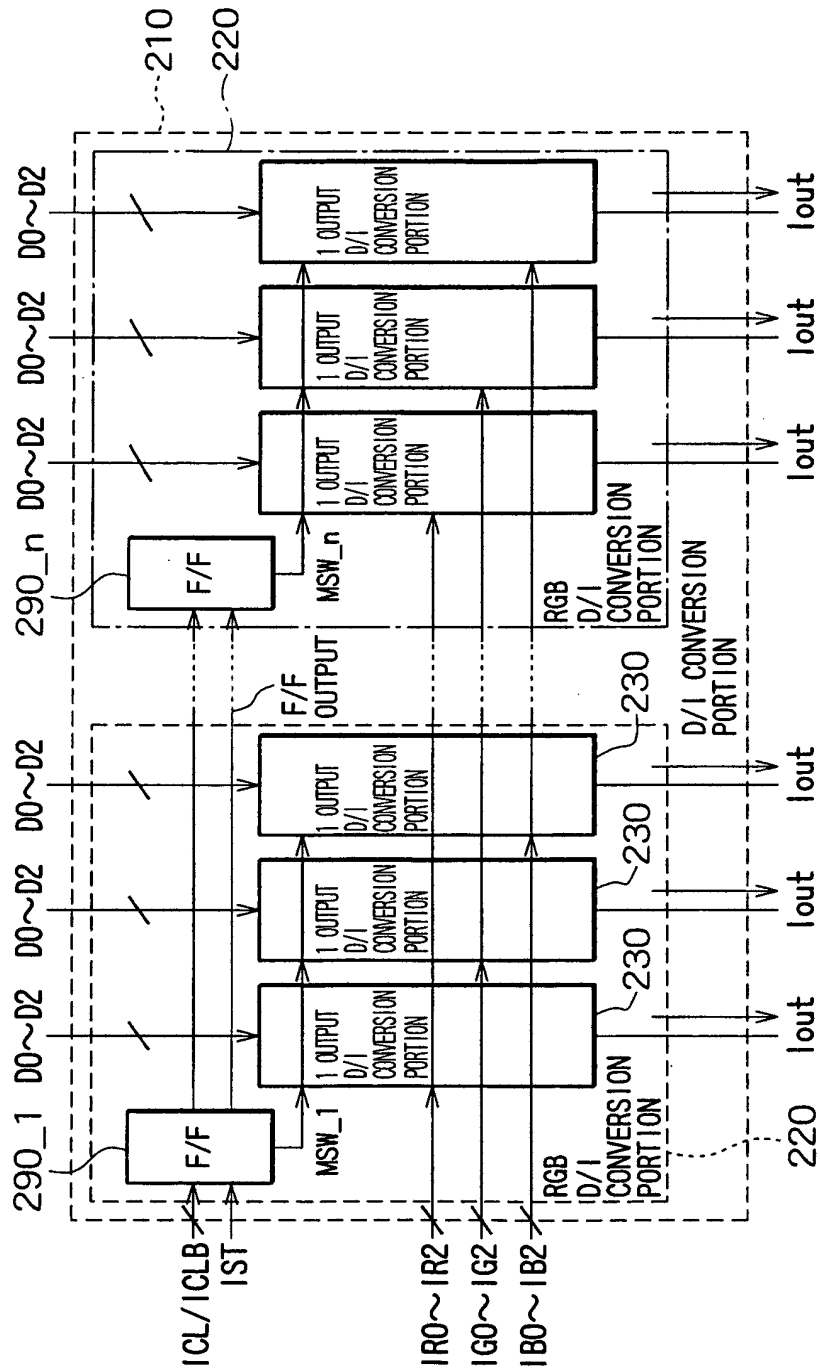 210
220
D0~D2
D0~D2
D0~D2
D0~D2
D0~D2
D0~D2
290_1
F/F
290_n
F/F
ICL/ICLB
IST
F/F
OUTPUT
MSW_1
MSW_n
1 OUTPUT
D/I
CONVERSION
PORTION
1 OUTPUT
D/I
CONVERSION
PORTION
1 OUTPUT
D/I
CONVERSION
PORTION
1 OUTPUT
D/I
CONVERSION
PORTION
1 OUTPUT
D/I
CONVERSION
PORTION
1 OUTPUT
D/I
CONVERSION
PORTION
IR0~IR2
IG0~IG2
IB0~IB2
230
230
230
RGB
D/I
CONVERSION
PORTION
RGB
D/I
CONVERSION
PORTION
D/I CONVERSION
PORTION
220
Iout
Iout
Iout
Iout
Iout
Iout